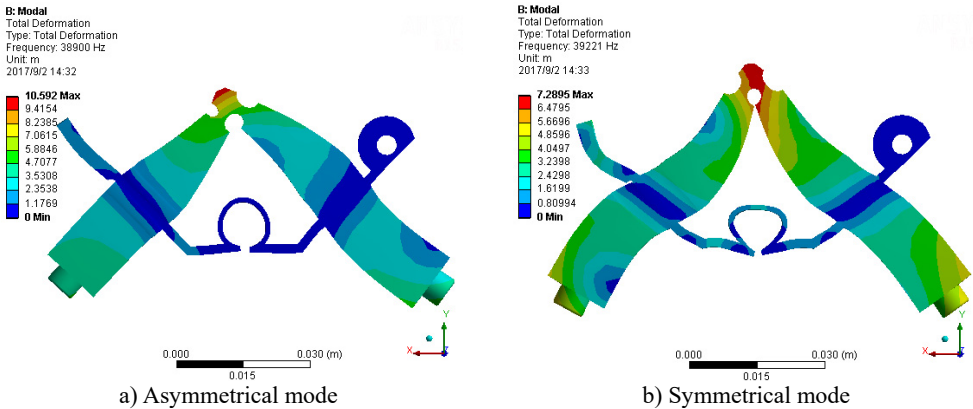 B: Modal
Total Deformation
Type: Total Deformation
Frequency: 38900 Hz
Unit: m
2017/9/2 14:32
10.592 Max
9.4154
8.2385
7.0615
5.8846
4.7077
3.5308
2.3538
1.1769
0 Min
Y
X
Z
0.000
0.030 (m)
0.015
a) Asymmetrical mode
B: Modal
Total Deformation
Type: Total Deformation
Frequency: 39221 Hz
Unit: m
2017/9/2 14:33
7.2895 Max
6.4795
5.6696
4.8596
4.0497
3.2398
2.4298
1.6199
0.80994
0 Min
Y
X
Z
0.000
0.030 (m)
0.015
b) Symmetrical mode